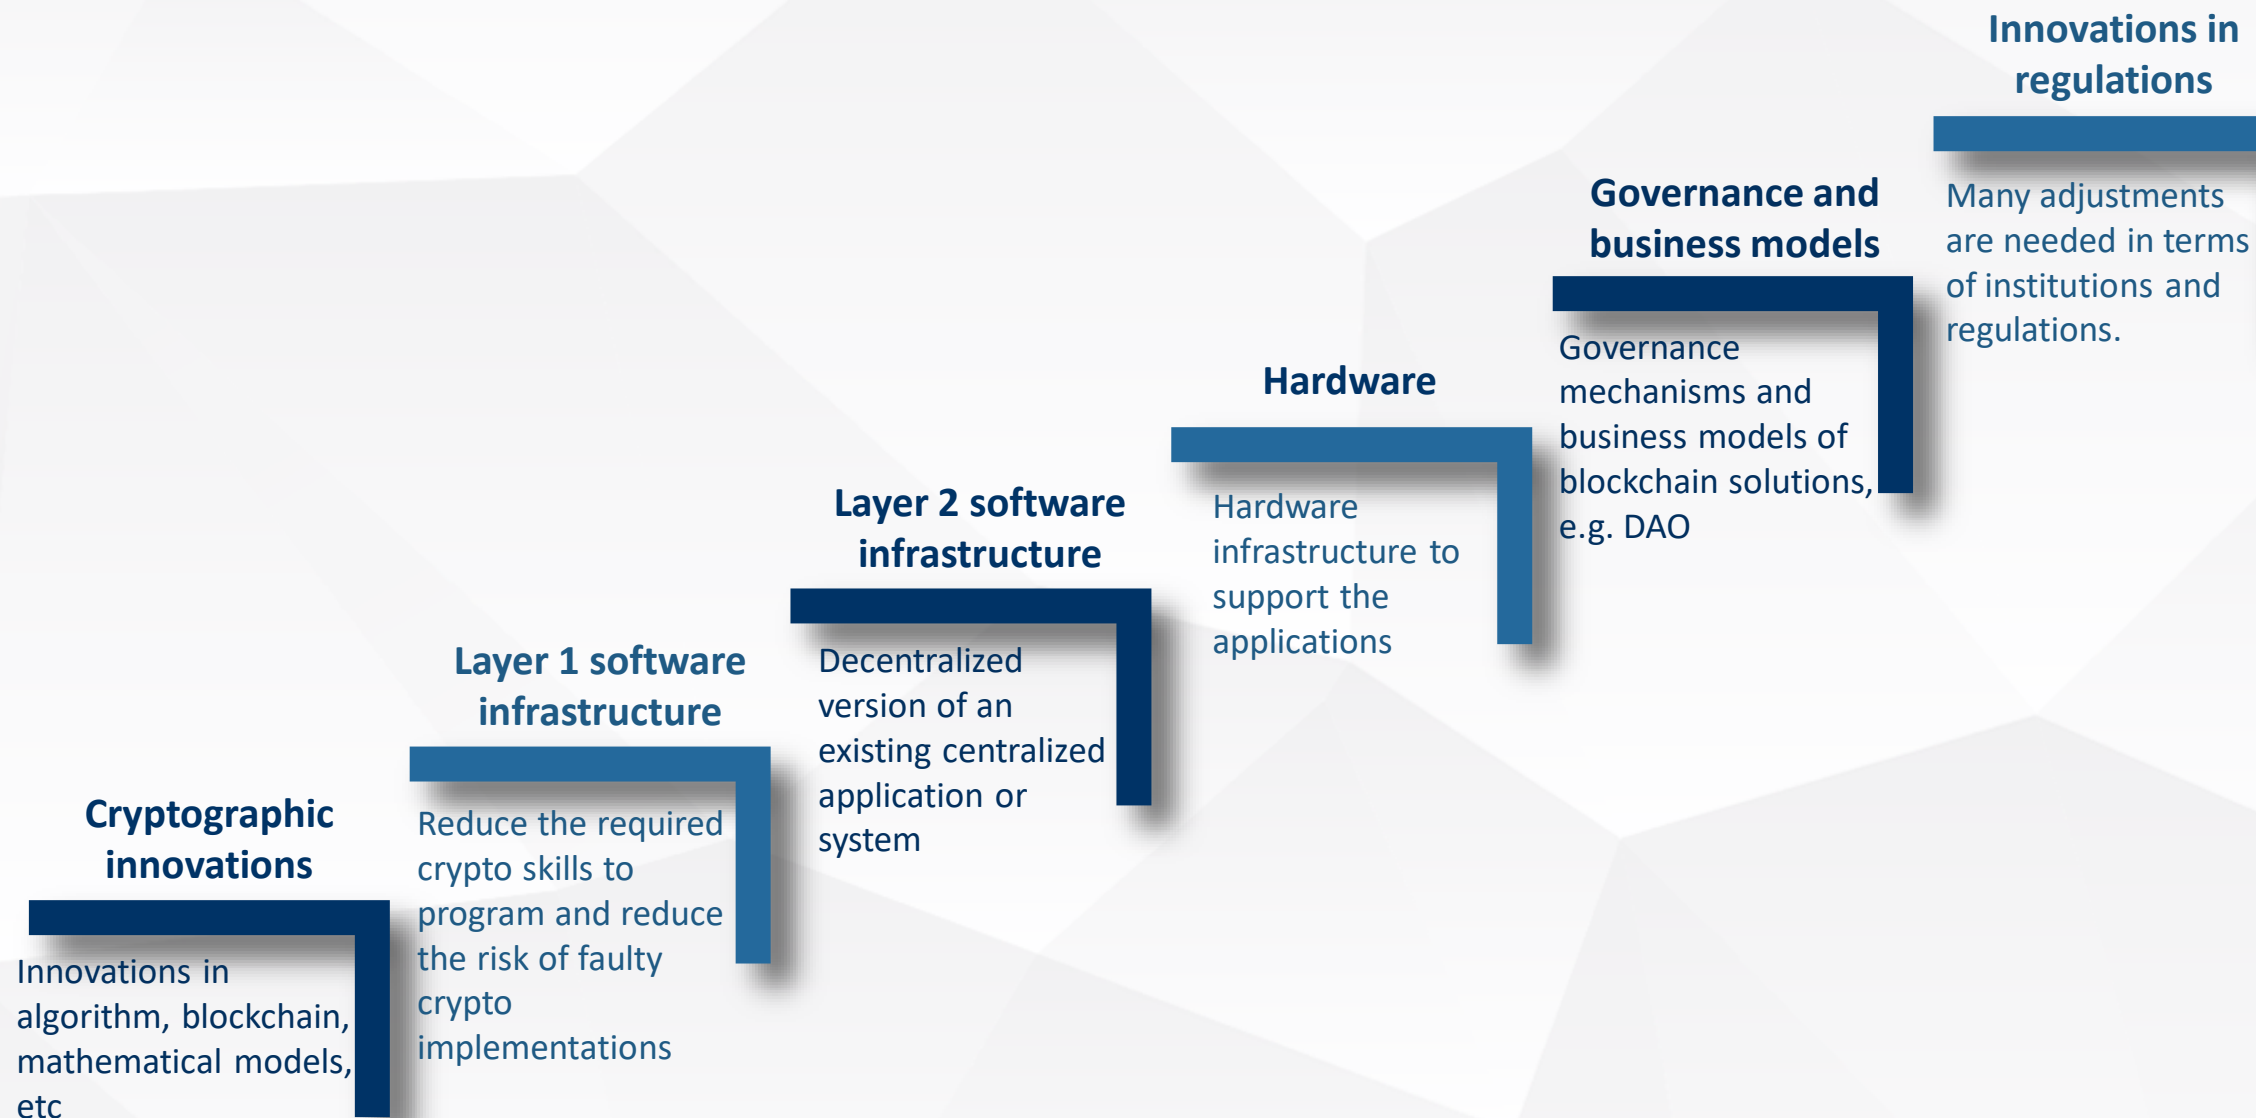 Cryptographic
innovations
Innovations in
algorithm, blockchain,
mathematical models,
etc
Layer 1 software
infrastructure
Reduce the required
crypto skills to
program and reduce
the risk of faulty
crypto
implementations
Layer 2 software
infrastructure
Decentralized
version of an
existing centralized
application or
system
Hardware
Hardware
infrastructure to
support the
applications
Governance and
business models
Governance
mechanisms and
business models of
blockchain solutions,
e.g. DAO
Innovations in
regulations
Many adjustments
are needed in terms
of institutions and
regulations.